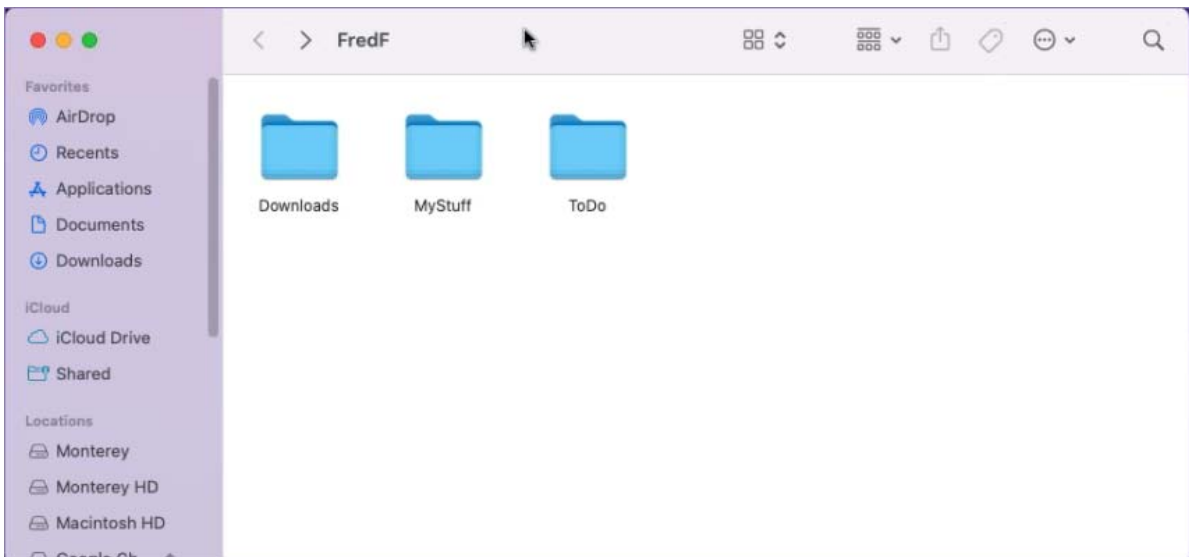 FredF
Favorites
AirDrop
Recents
Applications
Documents
Downloads
iCloud
iCloud Drive
Shared
Locations
Monterey
Monterey HD
Macintosh HD
Downloads
MyStuff
ToDo